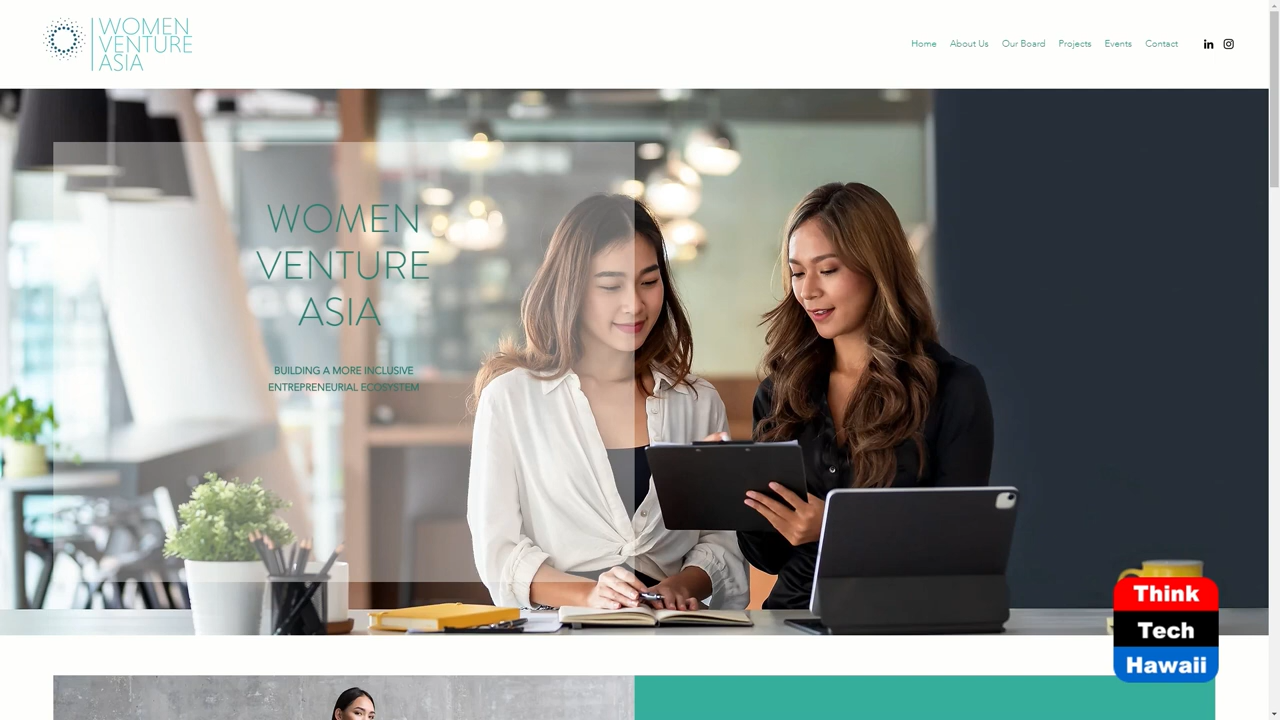 WOMEN
VENTURE
ASIA
Home
About Us
Our Board
Projects
Events
Contact
WOMEN
VENTURE
ASIA
BUILDING A MORE INCLUSIVE
ENTREPRENEURIAL ECOSYSTEM
Think
Tech
Hawaii